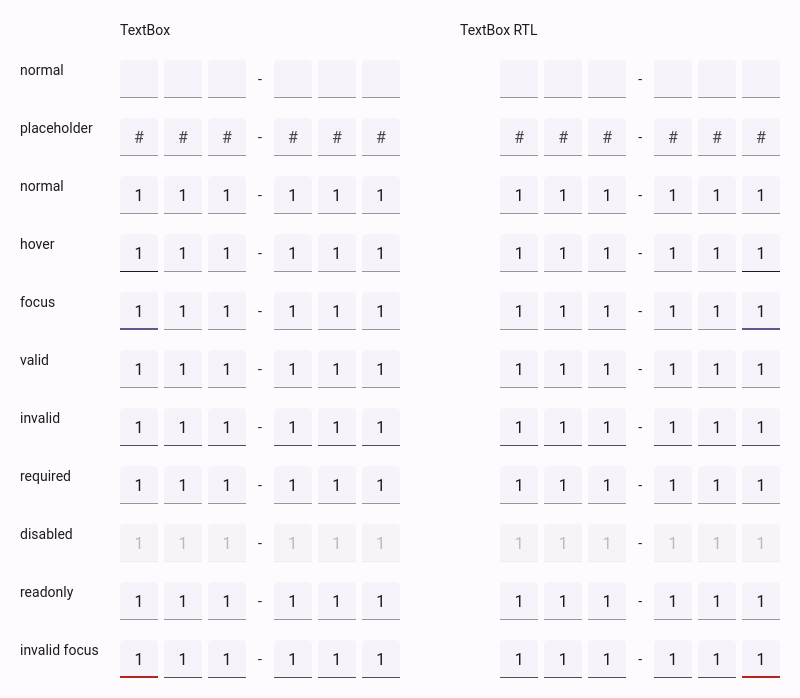 TextBox TextBox RTL
normal - -
placeholder # # # - # # # # # # - # # #
normal 1 1 1 - 1 1 1 1 1 1 - 1 1 1
hover 1 1 1 - 1 1 1 1 1 1 - 1 1 1
focus 1 1 1 - 1 1 1 1 1 1 - 1 1 1
valid 1 1 1 - 1 1 1 1 1 1 - 1 1 1
invalid 1 1 1 - 1 1 1 1 1 1 - 1 1 1
required 1 1 1 - 1 1 1 1 1 1 - 1 1 1
disabled 1 1 1 - 1 1 1 1 1 1 - 1 1 1
readonly 1 1 1 - 1 1 1 1 1 1 - 1 1 1
invalid focus 1 1 1 - 1 1 1 1 1 1 - 1 1 1